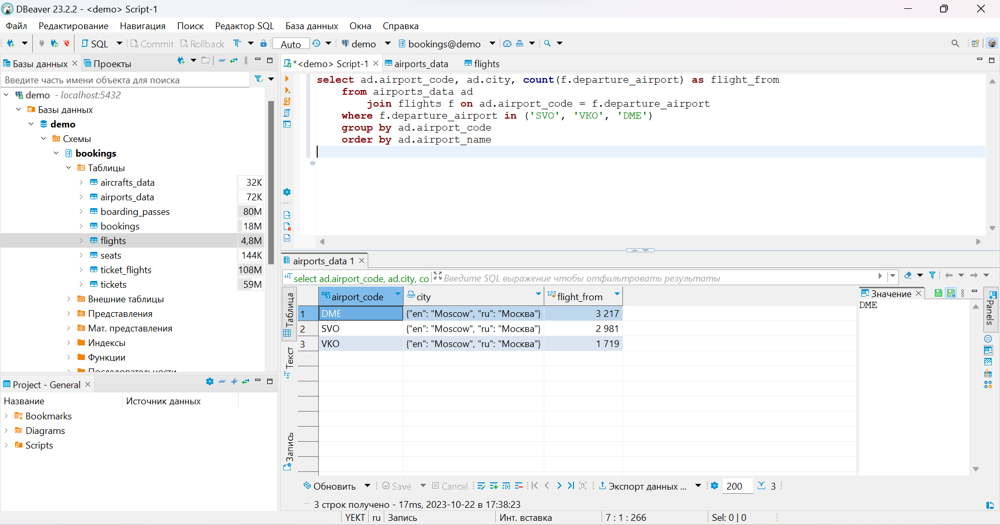 DBeaver 23.2.2 - <demo> Script-1
Файл Редактирование Навигация Поиск Редактор SQL База данных Окна Справка
SQL Commit Rollback Auto demo bookings@demo
Базы данных Проекты
Введите часть имени объекта для поиска
demo - localhost:5432
Базы данных
demo
Схемы
bookings
Таблицы
aircrafts_data 32K
airports_data 72K
boarding_passes 80M
bookings 18M
flights 4,8M
seats 144K
ticket_flights 108M
tickets 59M
Внешние таблицы
Представления
Мат. представления
Индексы
Функции
Последовательности
Project - General
Название Источник данных
Bookmarks
Diagrams
Scripts
*<demo> Script-1 airports_data flights
select ad.airport_code, ad.city, count(f.departure_airport) as flight_from
from airports_data ad
join flights f on ad.airport_code = f.departure_airport
where f.departure_airport in ('SVO', 'VKO', 'DME')
group by ad.airport_code
order by ad.airport_name
airports_data 1
select ad.airport_code, ad.city, co Введите SQL выражение чтобы отфильтровать результаты
Таблица
Текст
Запись
airport_code city flight_from
1 DME {"en": "Moscow", "ru": "Москва"} 3 217
2 SVO {"en": "Moscow", "ru": "Москва"} 2 981
3 VKO {"en": "Moscow", "ru": "Москва"} 1 719
Значение
DME
Panels
Обновить Save Cancel Экспорт данных ... 200 3
3 строк получено - 17ms, 2023-10-22 в 17:38:23
YEKT ru Запись Инт. вставка 7 : 1 : 266 Sel: 0 | 0